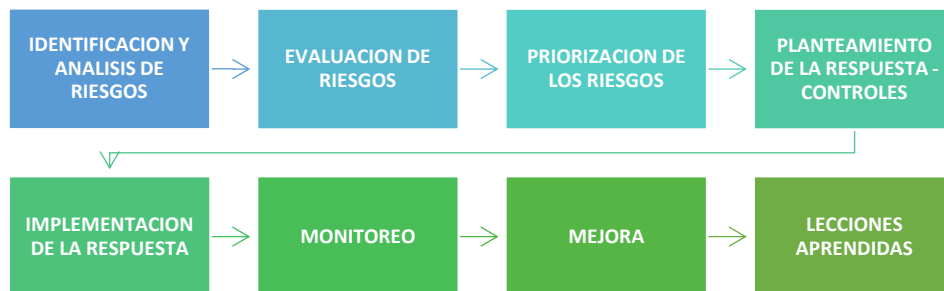 IDENTIFICACION Y
ANALISIS DE
RIESGOS
EVALUACION DE
RIESGOS
PRIORIZACION DE
LOS RIESGOS
PLANTEAMIENTO
DE LA RESPUESTA -
CONTROLES
IMPLEMENTACION
DE LA RESPUESTA
MONITOREO
MEJORA
LECCIONES
APRENDIDAS